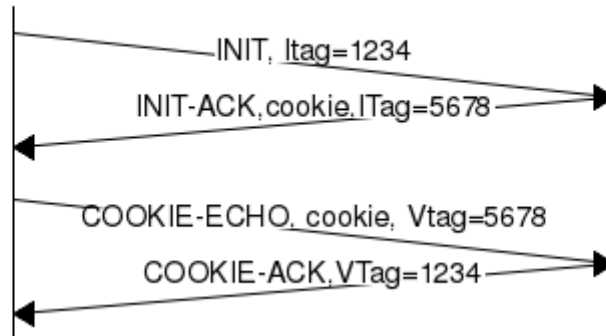 INIT, Itag=1234
INIT-ACK,cookie,ITag=5678
COOKIE-ECHO, cookie, Vtag=5678
COOKIE-ACK,VTag=1234